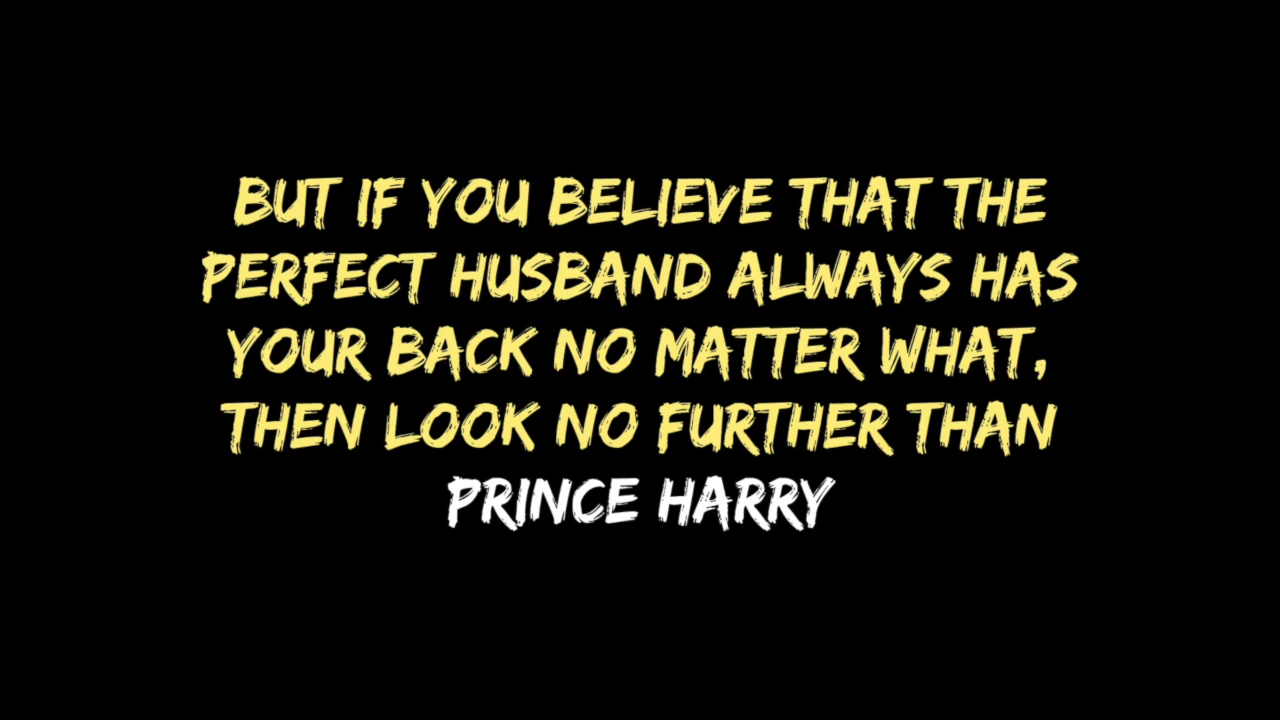 BUT IF YOU BELIEVE THAT THE
PERFECT HUSBAND ALWAYS HAS
YOUR BACK NO MATTER WHAT,
THEN LOOK NO FURTHER THAN
PRINCE HARRY